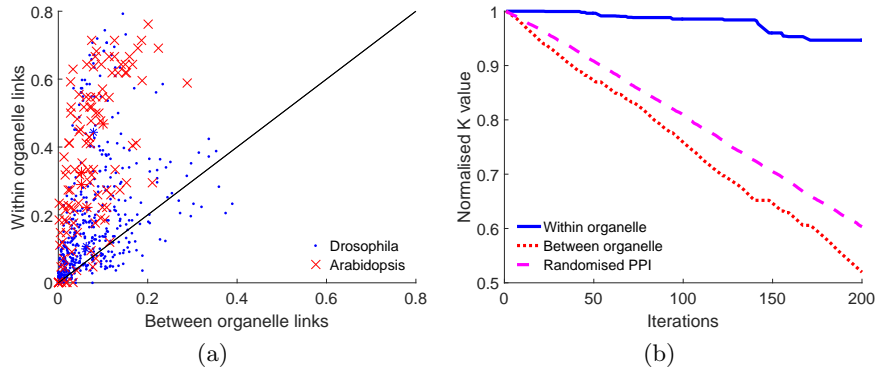 0.8
0.6
0.4
0.2
0
Within organelle links
Drosophila
Arabidopsis
0 0.2 0.4 0.6 0.8
Between organelle links
(a)
1
0.9
0.8
0.7
0.6
0.5
Normalised K value
Within organelle
Between organelle
Randomised PPI
0 50 100 150 200
Iterations
(b)